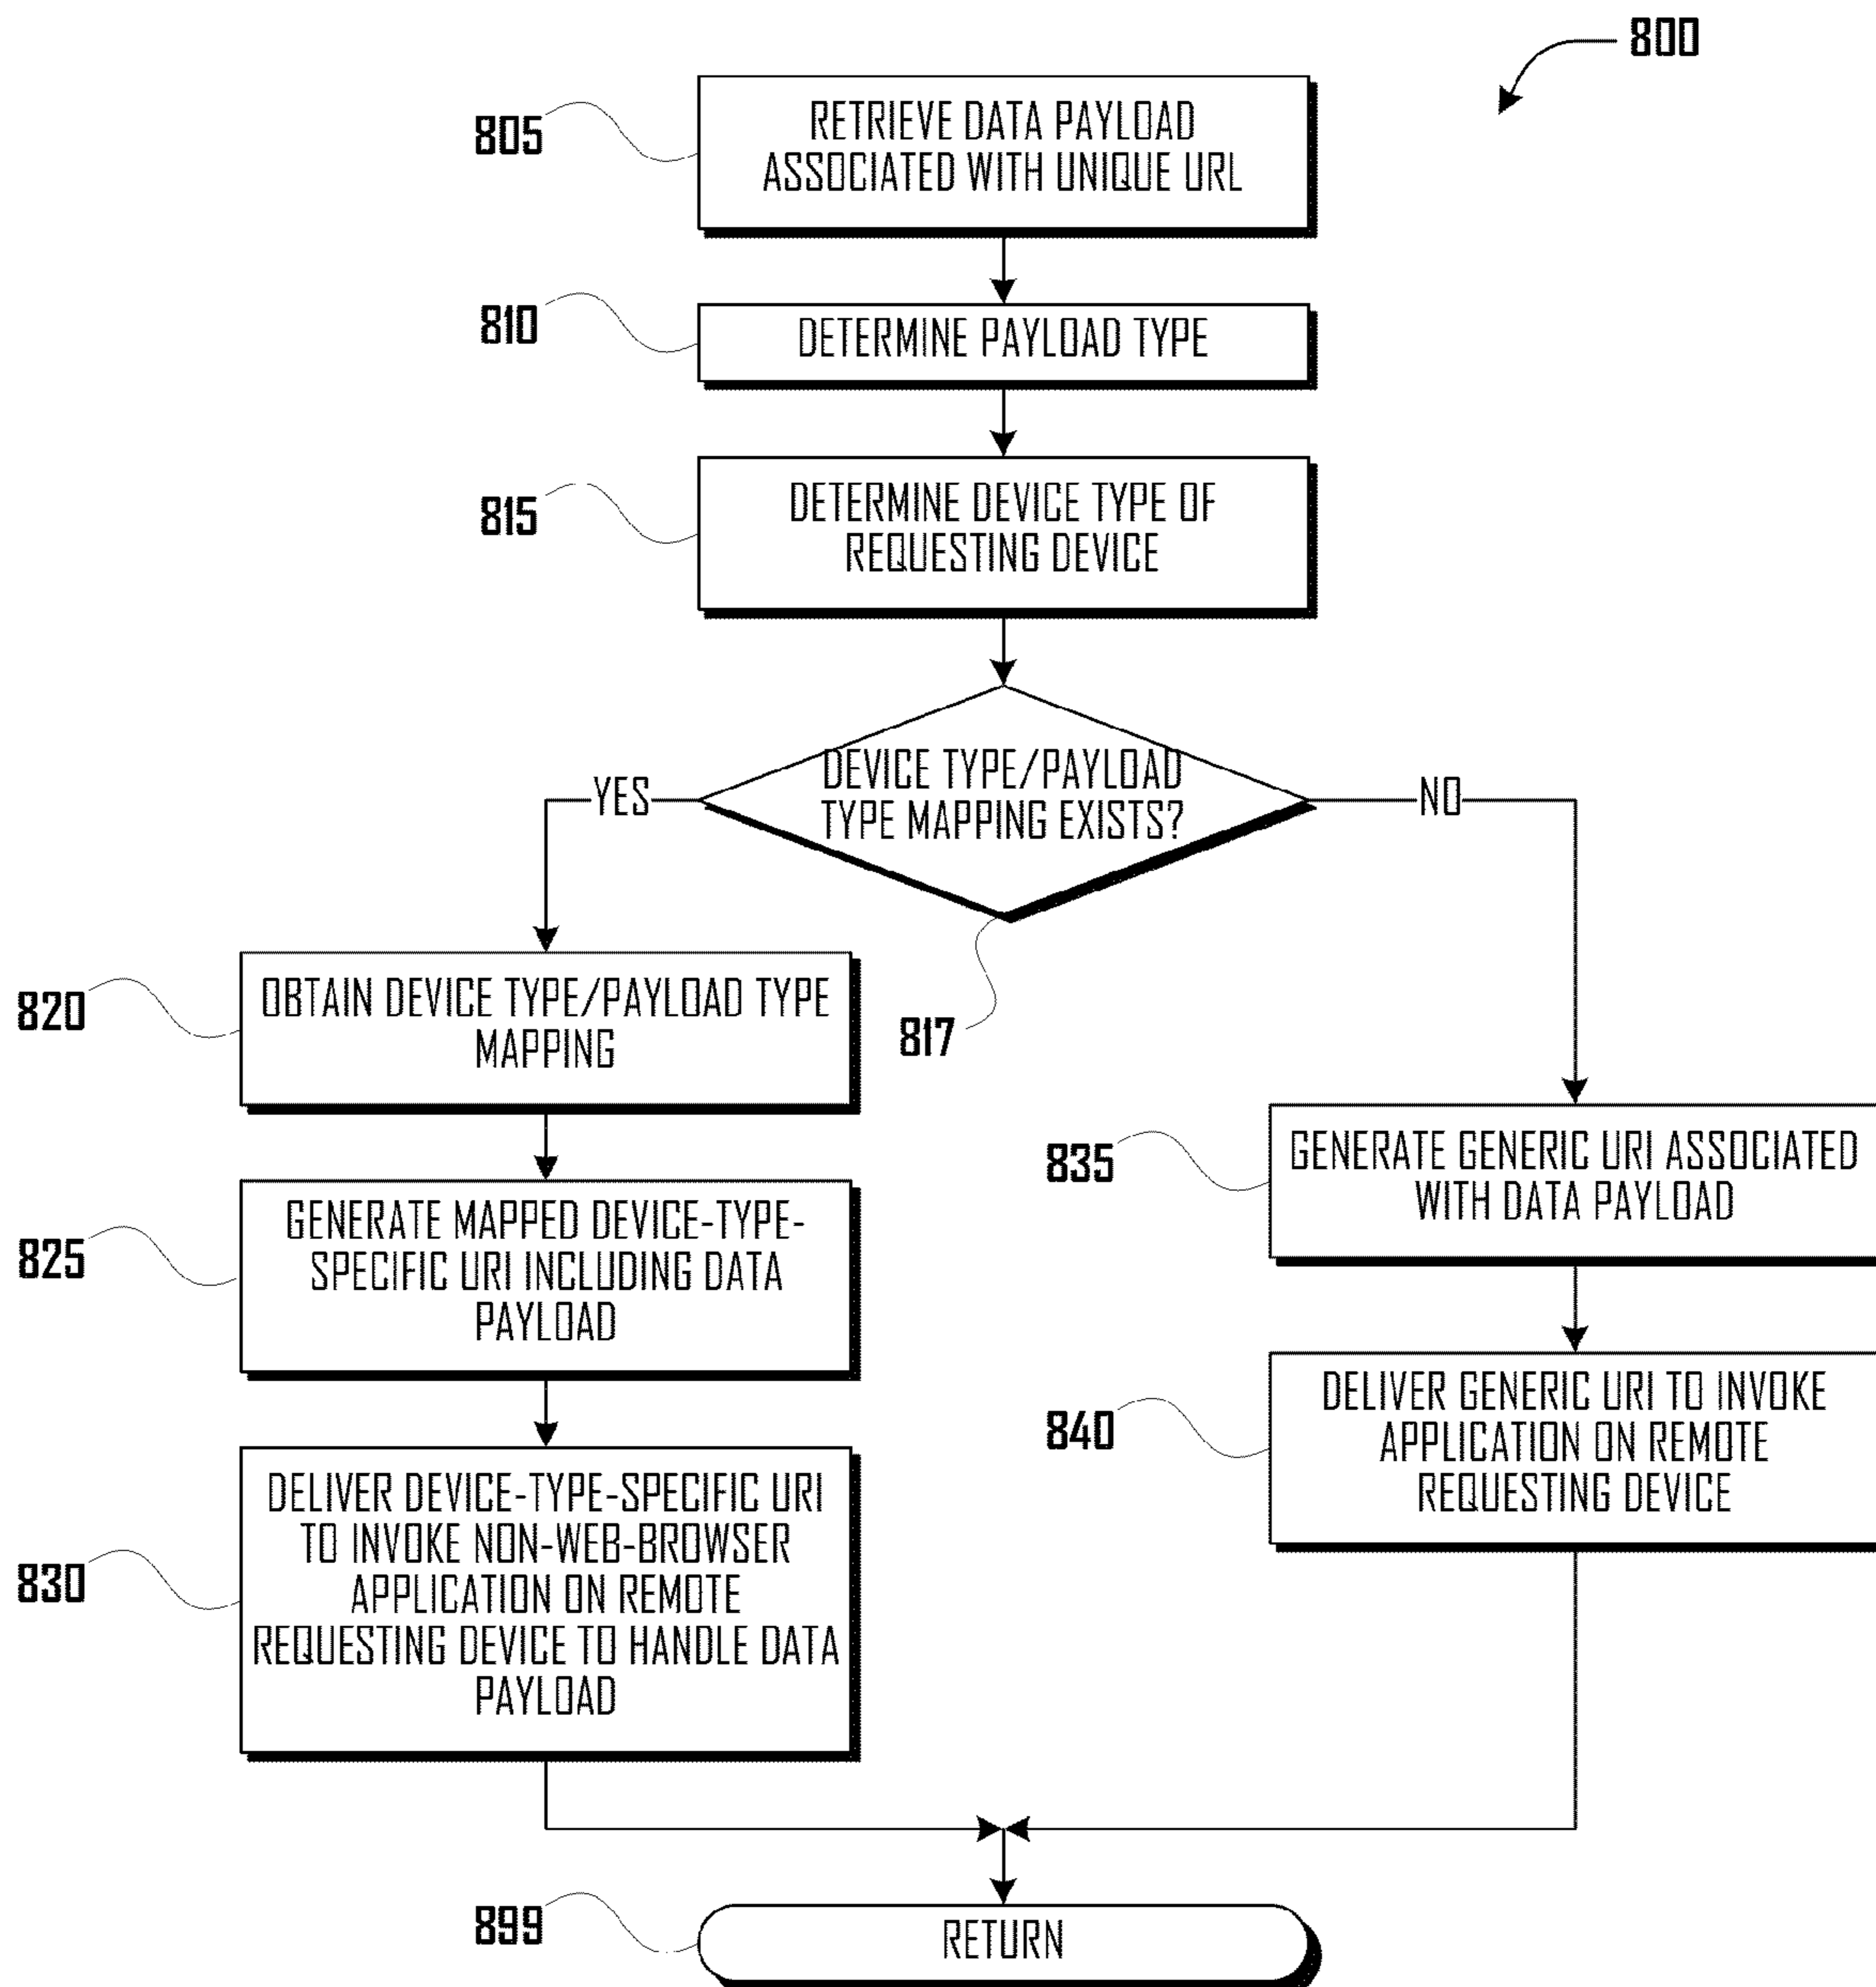 800
805
RETRIEVE DATA PAYLOAD
ASSOCIATED WITH UNIQUE URL
810
DETERMINE PAYLOAD TYPE
815
DETERMINE DEVICE TYPE OF
REQUESTING DEVICE
DEVICE TYPE/PAYLOAD
TYPE MAPPING EXISTS?
YES
NO
817
820
OBTAIN DEVICE TYPE/PAYLOAD TYPE
MAPPING
825
GENERATE MAPPED DEVICE-TYPE-
SPECIFIC URI INCLUDING DATA
PAYLOAD
830
DELIVER DEVICE-TYPE-SPECIFIC URI
TO INVOKE NON-WEB-BROWSER
APPLICATION ON REMOTE
REQUESTING DEVICE TO HANDLE DATA
PAYLOAD
835
GENERATE GENERIC URI ASSOCIATED
WITH DATA PAYLOAD
840
DELIVER GENERIC URI TO INVOKE
APPLICATION ON REMOTE
REQUESTING DEVICE
899
RETURN